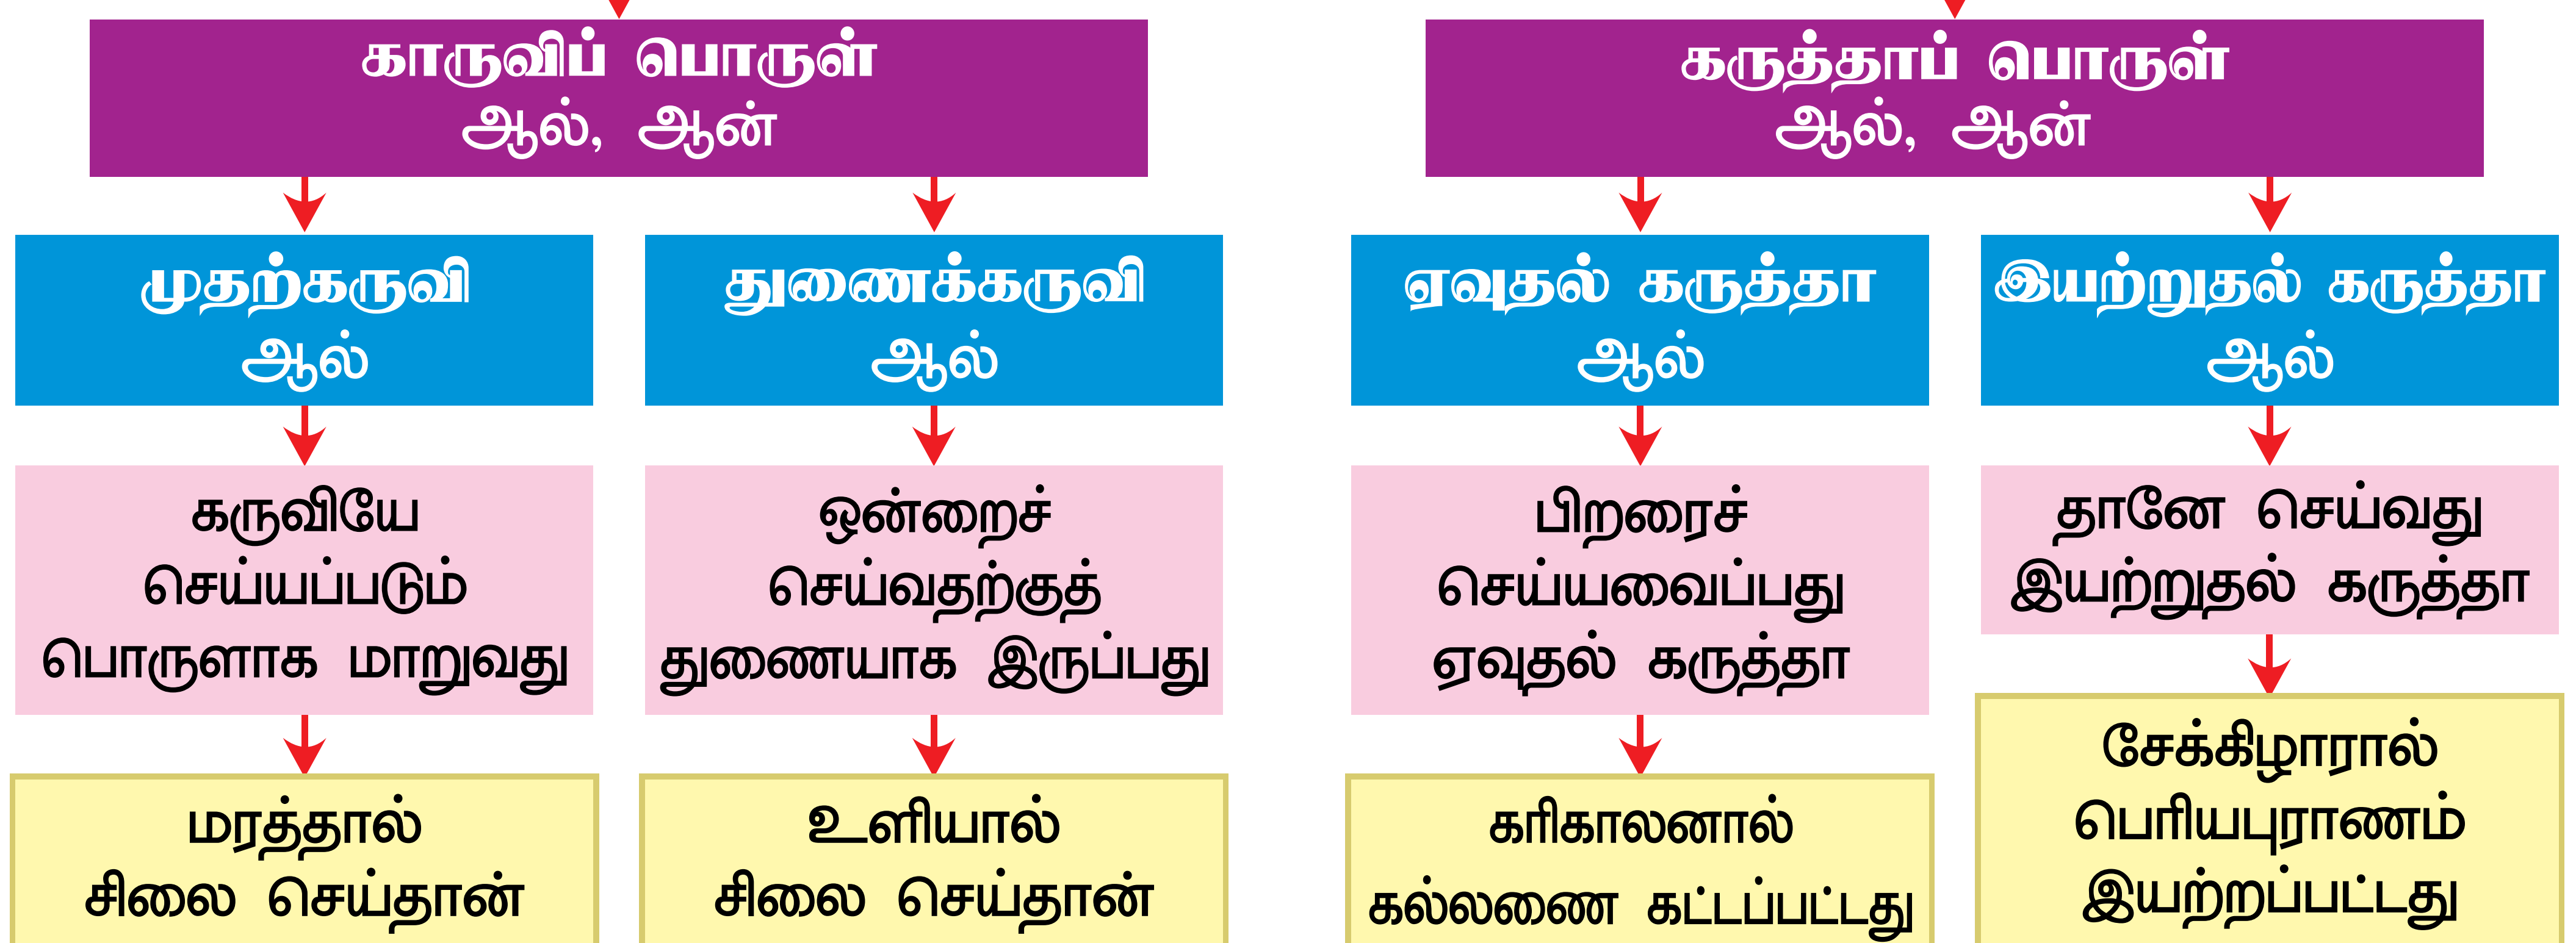 காருவிப் பொருள்
ஆல், ஆன்
முதற்கருவி
ஆல்
கருவியே
செய்யப்படும்
பொருளாக மாறுவது
மரத்தால்
சிலை செய்தான்
துணைக்கருவி
ஆல்
ஒன்றைச்
செய்வதற்குத்
துணையாக இருப்பது
உளியால்
சிலை செய்தான்
கருத்தாப் பொருள்
ஆல், ஆன்
ஏவுதல் கருத்தா
ஆல்
பிறரைச்
செய்யவைப்பது
ஏவுதல் கருத்தா
கரிகாலனால்
கல்லணை கட்டப்பட்டது
இயற்றுதல் கருத்தா
ஆல்
தானே செய்வது
இயற்றுதல் கருத்தா
சேக்கிழாரால்
பெரியபுராணம்
இயற்றப்பட்டது